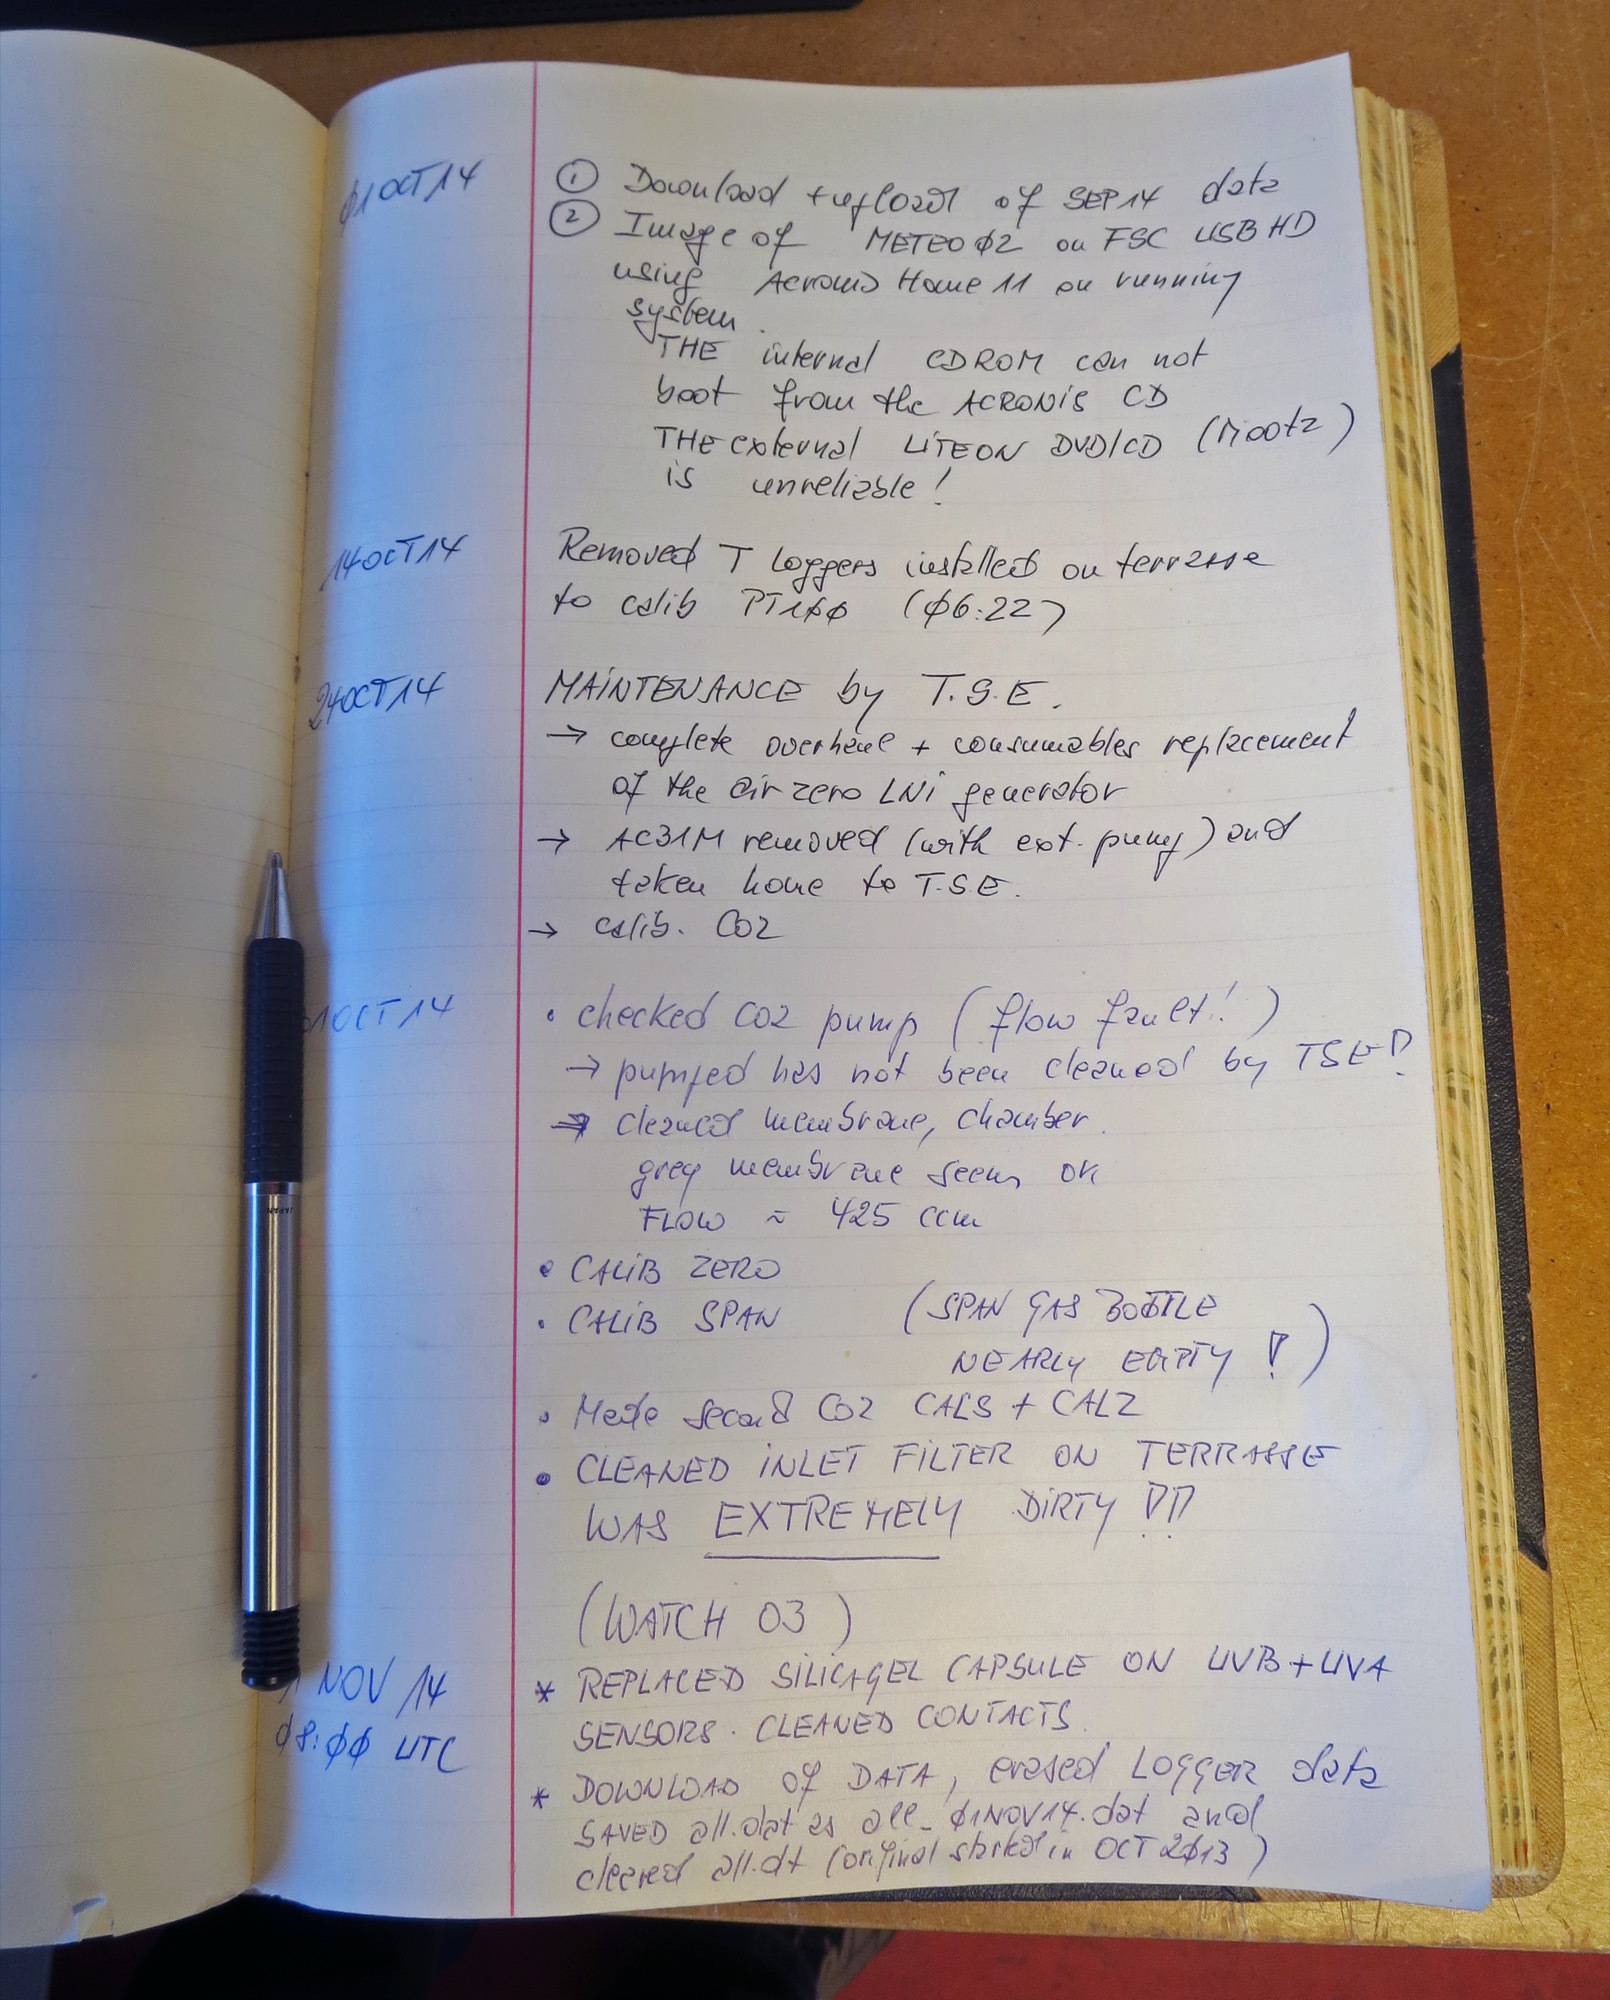 Ø1OCT14 ① Download + upload of SEP14 data
② Image of METEOØ2 on FSC USB HD
using Acronis Home 11 on running
system.
THE internal CDROM can not
boot from the ACRONIS CD
THE external LITEON DVD/CD (Mootz)
is unreliable!
14OCT14 Removed T loggers installed on terrasse
to calib PT1ØØ (Ø6:22)
24OCT14 MAINTENANCE by T.S.E.
→ complete overhaul + consumables replacement
of the air zero LNI generator
→ AC31M removed (with ext. pump) and
taken home to T.S.E.
→ calib. CO2
1OCT14 • checked CO2 pump (flow fault!)
→ pumped has not been cleaned by TSE!
→ cleaned membrane, chamber.
grey membrane seems ok
FLOW ≈ 425 ccm
• CALIB ZERO
• CALIB SPAN (SPAN GAS BOTTLE
NEARLY EMPTY!)
• Made second CO2 CALS + CALZ
• CLEANED INLET FILTER ON TERRASSE
WAS EXTREMELY DIRTY !!
(WATCH O3)
1 NOV 14 * REPLACED SILICAGEL CAPSULE ON UVB + UVA
Ø8:ØØ UTC SENSORS. CLEANED CONTACTS.
* DOWNLOAD of DATA, erased LOGGER data
SAVED all.dat as all_Ø1NOV14.dat and
cleared all.dt (original started in OCT 2Ø13)
JAPAN